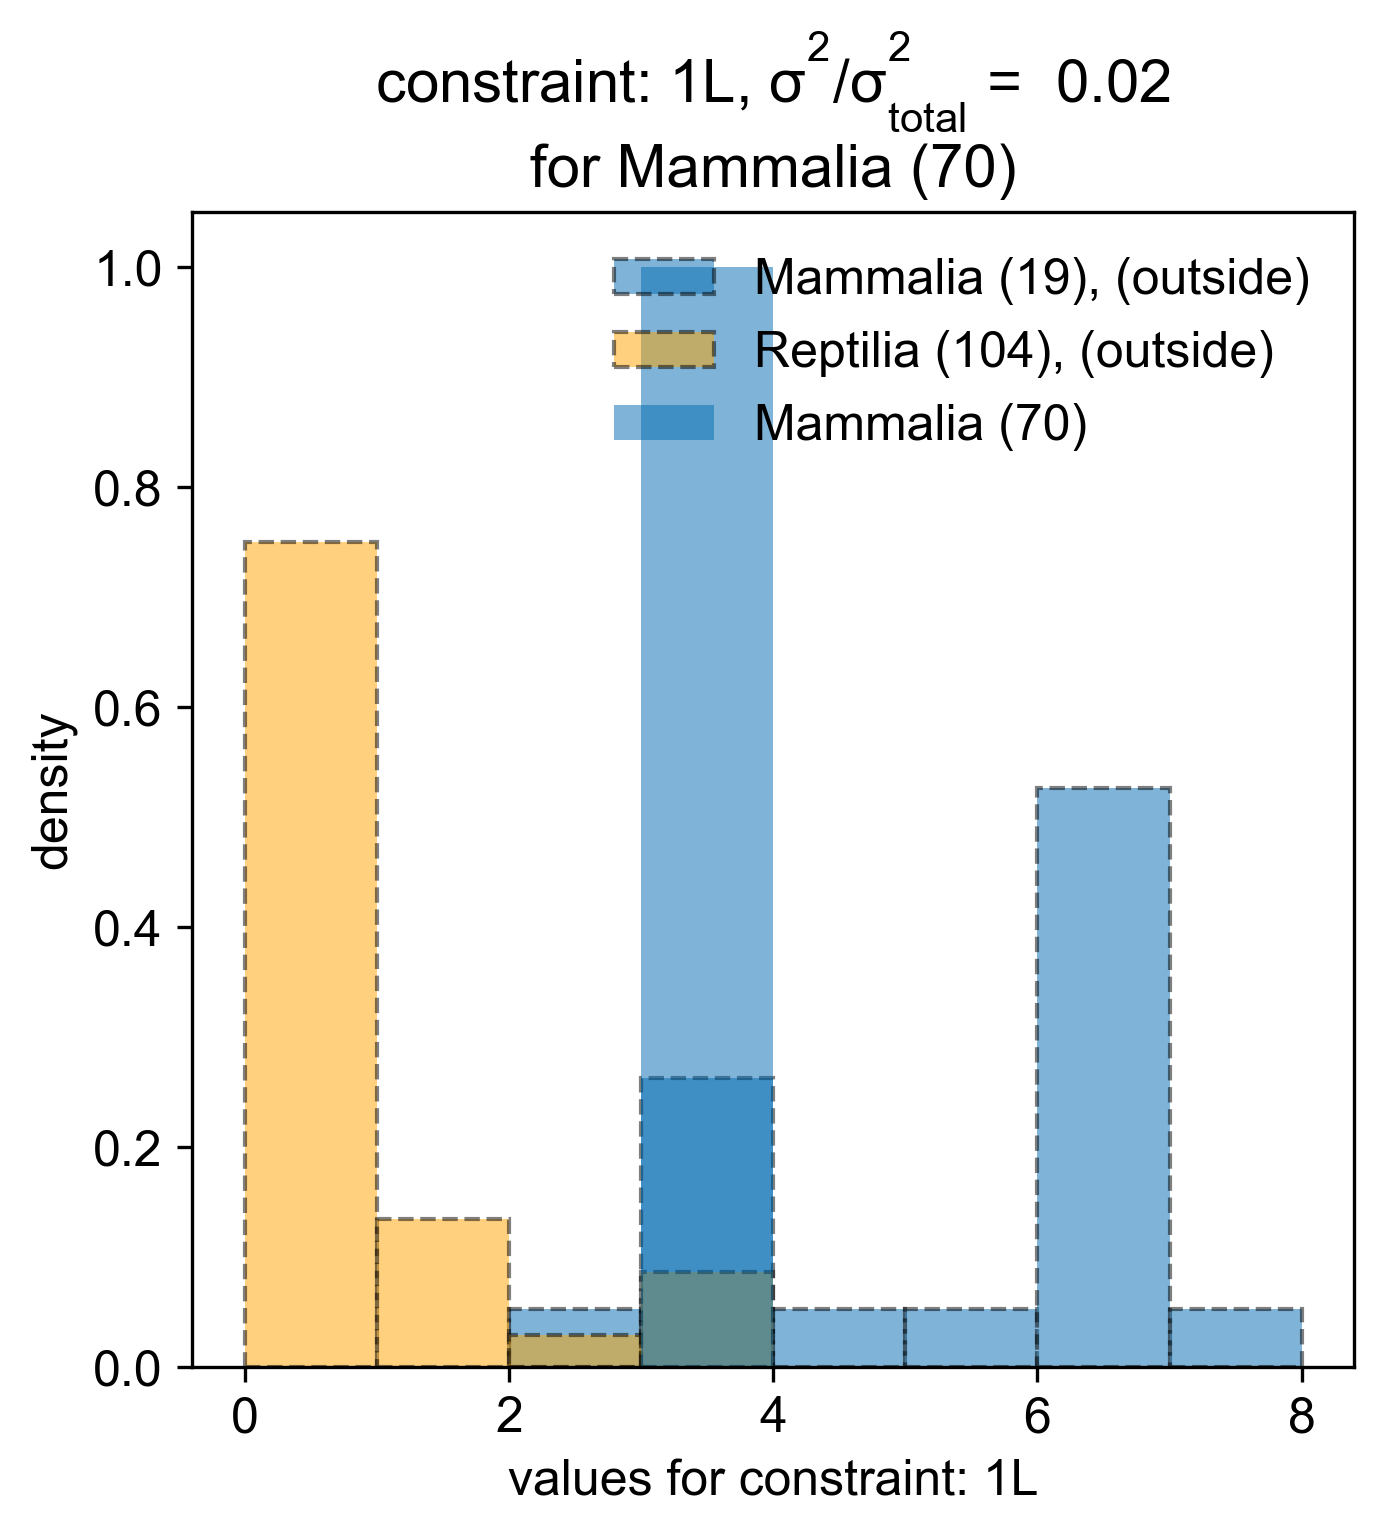 constraint: 1L, σ²/σ²total = 0.02
for Mammalia (70)
Mammalia (19), (outside)
Reptilia (104), (outside)
Mammalia (70)
1.0
0.8
0.6
0.4
0.2
0.0
density
0 2 4 6 8
values for constraint: 1L